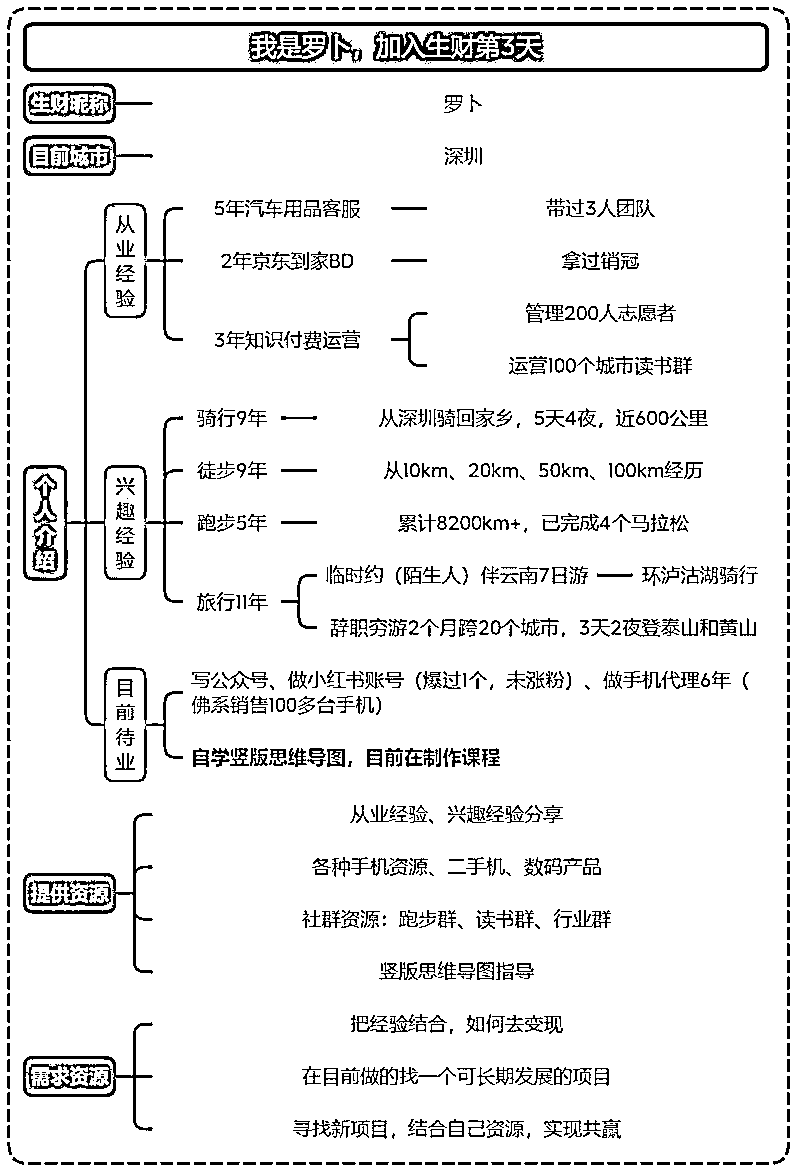 我是罗卜，加入生财第3天
生财昵称
罗卜
目前城市
深圳
个人介绍
从业经验
5年汽车用品客服
带过3人团队
2年京东到家BD
拿过销冠
3年知识付费运营
管理200人志愿者
运营100个城市读书群
兴趣经验
骑行9年
从深圳骑回家乡，5天4夜，近600公里
徒步9年
从10km、20km、50km、100km经历
跑步5年
累计8200km+，已完成4个马拉松
旅行11年
临时约（陌生人）伴云南7日游
环泸沽湖骑行
辞职穷游2个月跨20个城市，3天2夜登泰山和黄山
目前待业
写公众号、做小红书账号（爆过1个，未涨粉）、做手机代理6年（
佛系销售100多台手机）
自学竖版思维导图，目前在制作课程
提供资源
从业经验、兴趣经验分享
各种手机资源、二手机、数码产品
社群资源：跑步群、读书群、行业群
竖版思维导图指导
需求资源
把经验结合，如何去变现
在目前做的找一个可长期发展的项目
寻找新项目，结合自己资源，实现共赢